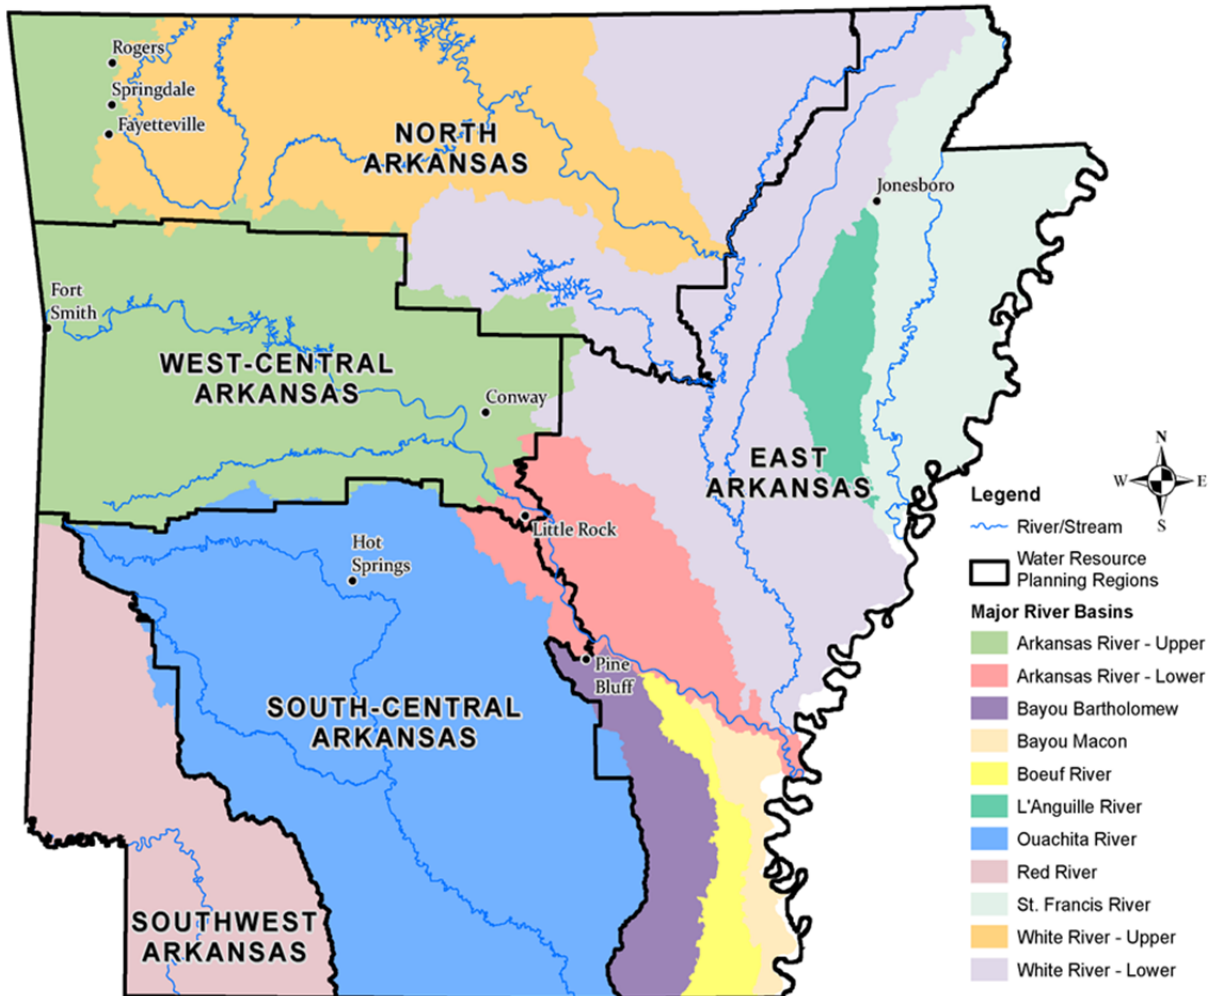 Rogers
Springdale
Fayetteville
NORTH
ARKANSAS
Jonesboro
Fort
Smith
WEST-CENTRAL
ARKANSAS
Conway
EAST
ARKANSAS
Little Rock
Hot
Springs
Pine
Bluff
SOUTH-CENTRAL
ARKANSAS
SOUTHWEST
ARKANSAS
N
W
E
S
Legend
River/Stream
Water Resource
Planning Regions
Major River Basins
Arkansas River - Upper
Arkansas River - Lower
Bayou Bartholomew
Bayou Macon
Boeuf River
L'Anguille River
Ouachita River
Red River
St. Francis River
White River - Upper
White River - Lower